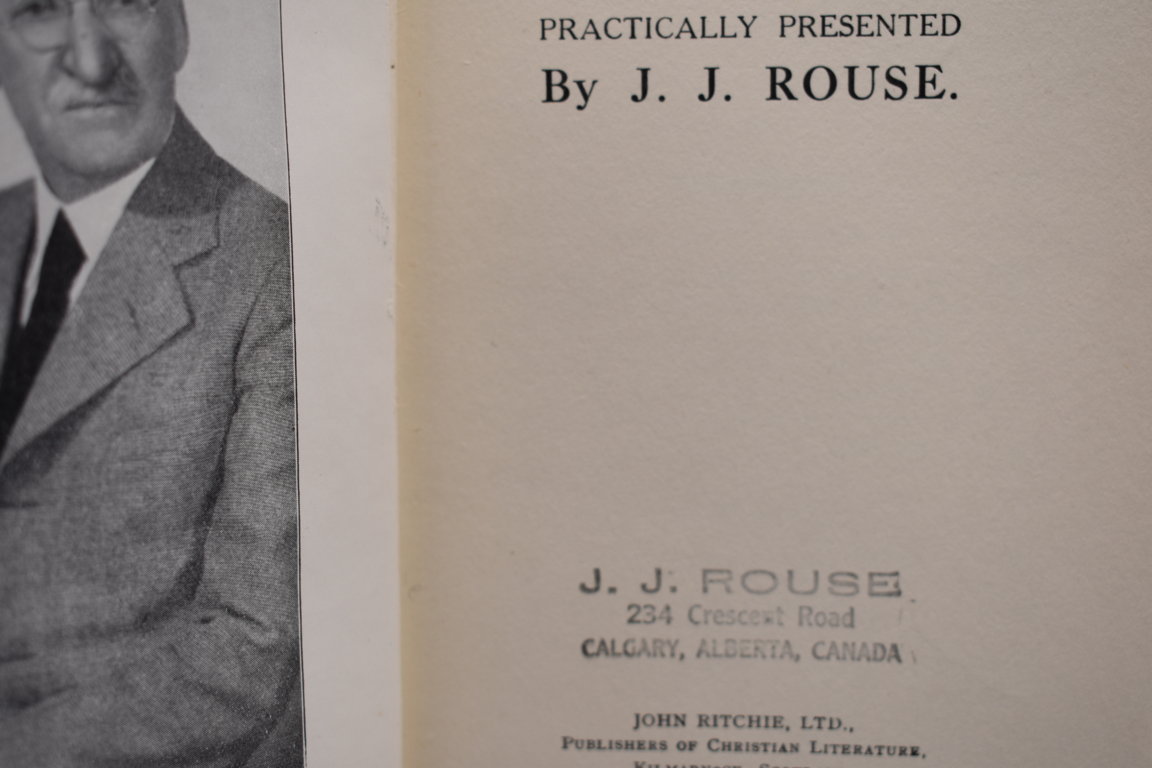 PRACTICALLY PRESENTED
By J. J. ROUSE.
J. J. ROUSE
234 Crescent Road
CALGARY, ALBERTA, CANADA
JOHN RITCHIE, LTD.,
PUBLISHERS OF CHRISTIAN LITERATURE,